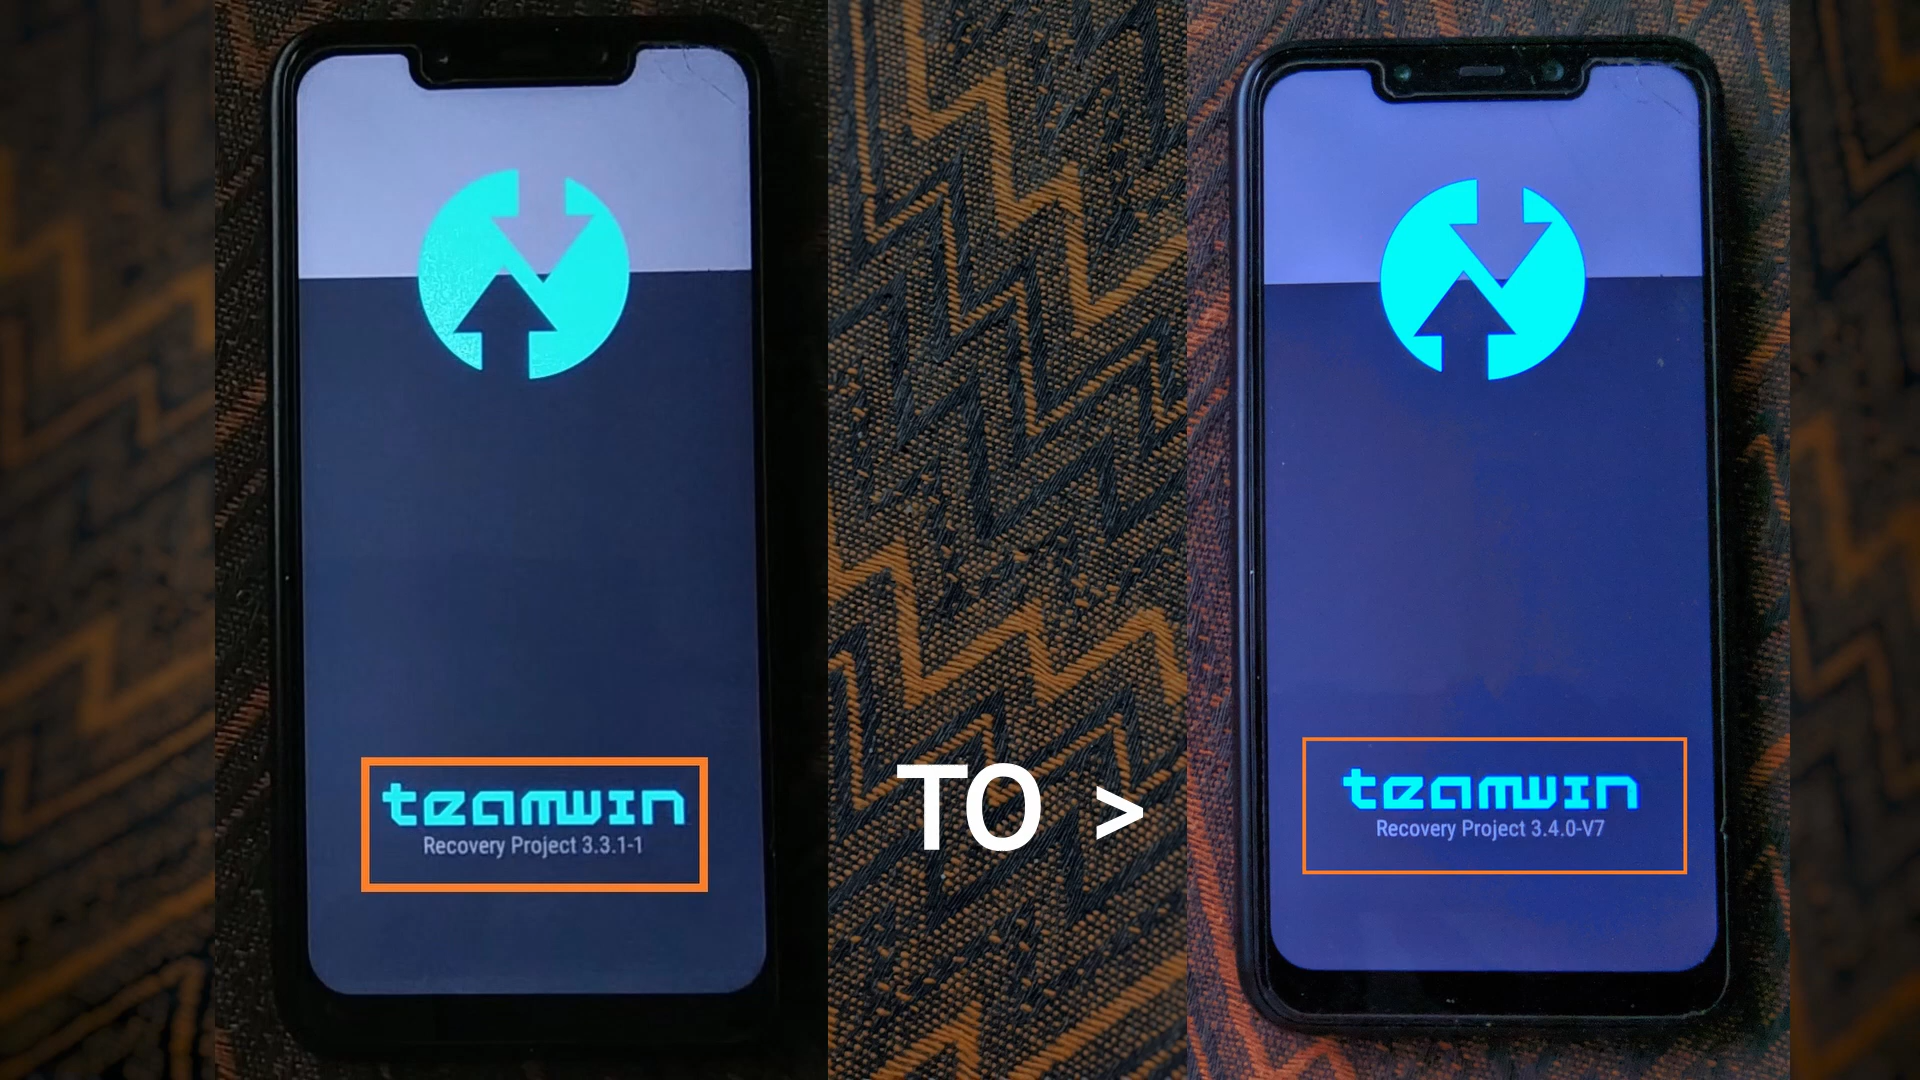 teamwin
Recovery Project 3.3.1-1
TO >
teamwin
Recovery Project 3.4.0-V7